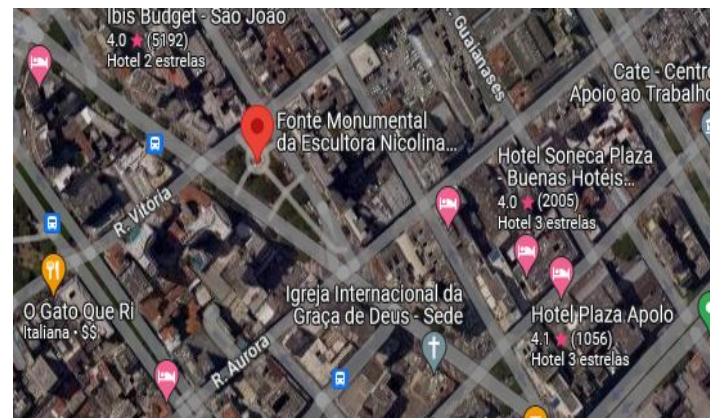 Ibis Budget - São João
4.0 ★ (5192)
Hotel 2 estrelas
R. Guaianases
Cate - Centro
Apoio ao Trabalho
Fonte Monumental
da Escultora Nicolina...
Hotel Soneca Plaza
- Buenas Hotéis...
4.0 ★ (2005)
Hotel 3 estrelas
R. Vitória
O Gato Que Ri
Italiana • $$
Igreja Internacional da
Graça de Deus - Sede
Hotel Plaza Apolo
4.1 ★ (1056)
Hotel 3 estrelas
R. Aurora